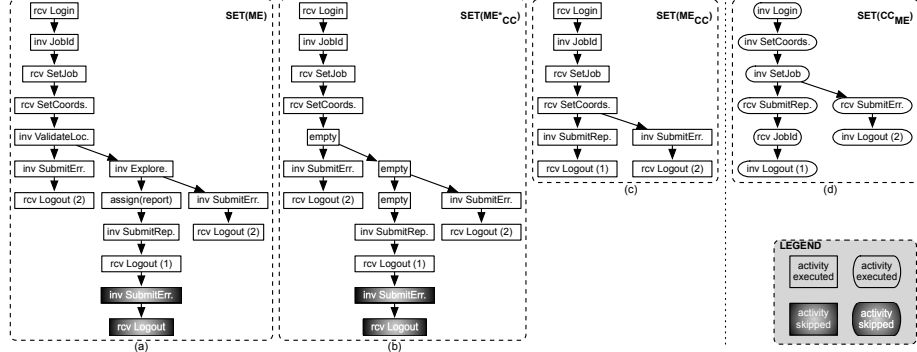 SET(ME)
rcv Login
inv JobId
rcv SetJob
rcv SetCoords.
inv ValidateLoc.
inv SubmitErr.
inv Explore.
rcv Logout (2)
assign(report)
inv SubmitErr.
inv SubmitRep.
rcv Logout (2)
rcv Logout (1)
inv SubmitErr.
rcv Logout
(a)
SET(ME*CC)
rcv Login
inv JobId
rcv SetJob
rcv SetCoords.
empty
inv SubmitErr.
empty
rcv Logout (2)
empty
inv SubmitErr.
inv SubmitRep.
rcv Logout (2)
rcv Logout (1)
inv SubmitErr.
rcv Logout
(b)
SET(MECC)
rcv Login
inv JobId
rcv SetJob
rcv SetCoords.
inv SubmitRep.
inv SubmitErr.
rcv Logout (1)
rcv Logout (2)
(c)
SET(CCME)
inv Login
inv SetCoords.
inv SetJob
rcv SubmitRep.
rcv SubmitErr.
rcv JobId
inv Logout (2)
inv Logout (1)
(d)
LEGEND
activity
executed
activity
executed
activity
skipped
activity
skipped